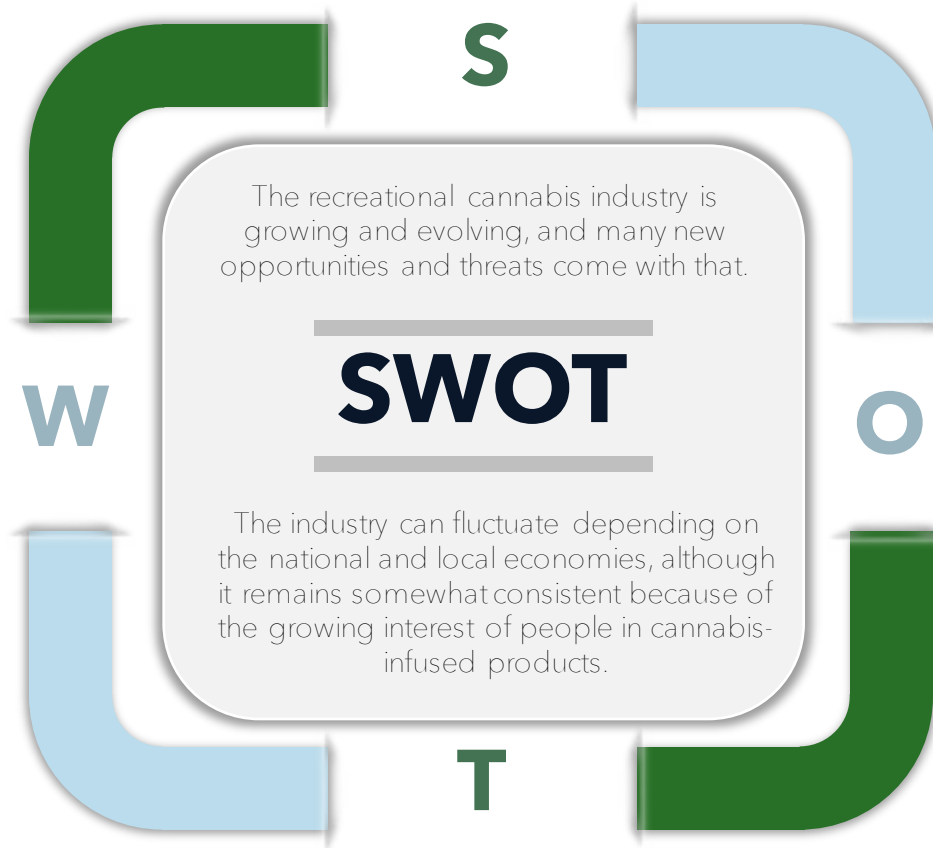 S
The recreational cannabis industry is
growing and evolving, and many new
opportunities and threats come with that.
SWOT
W
O
The industry can fluctuate depending on
the national and local economies, although
it remains somewhat consistent because of
the growing interest of people in cannabis-
infused products.
T